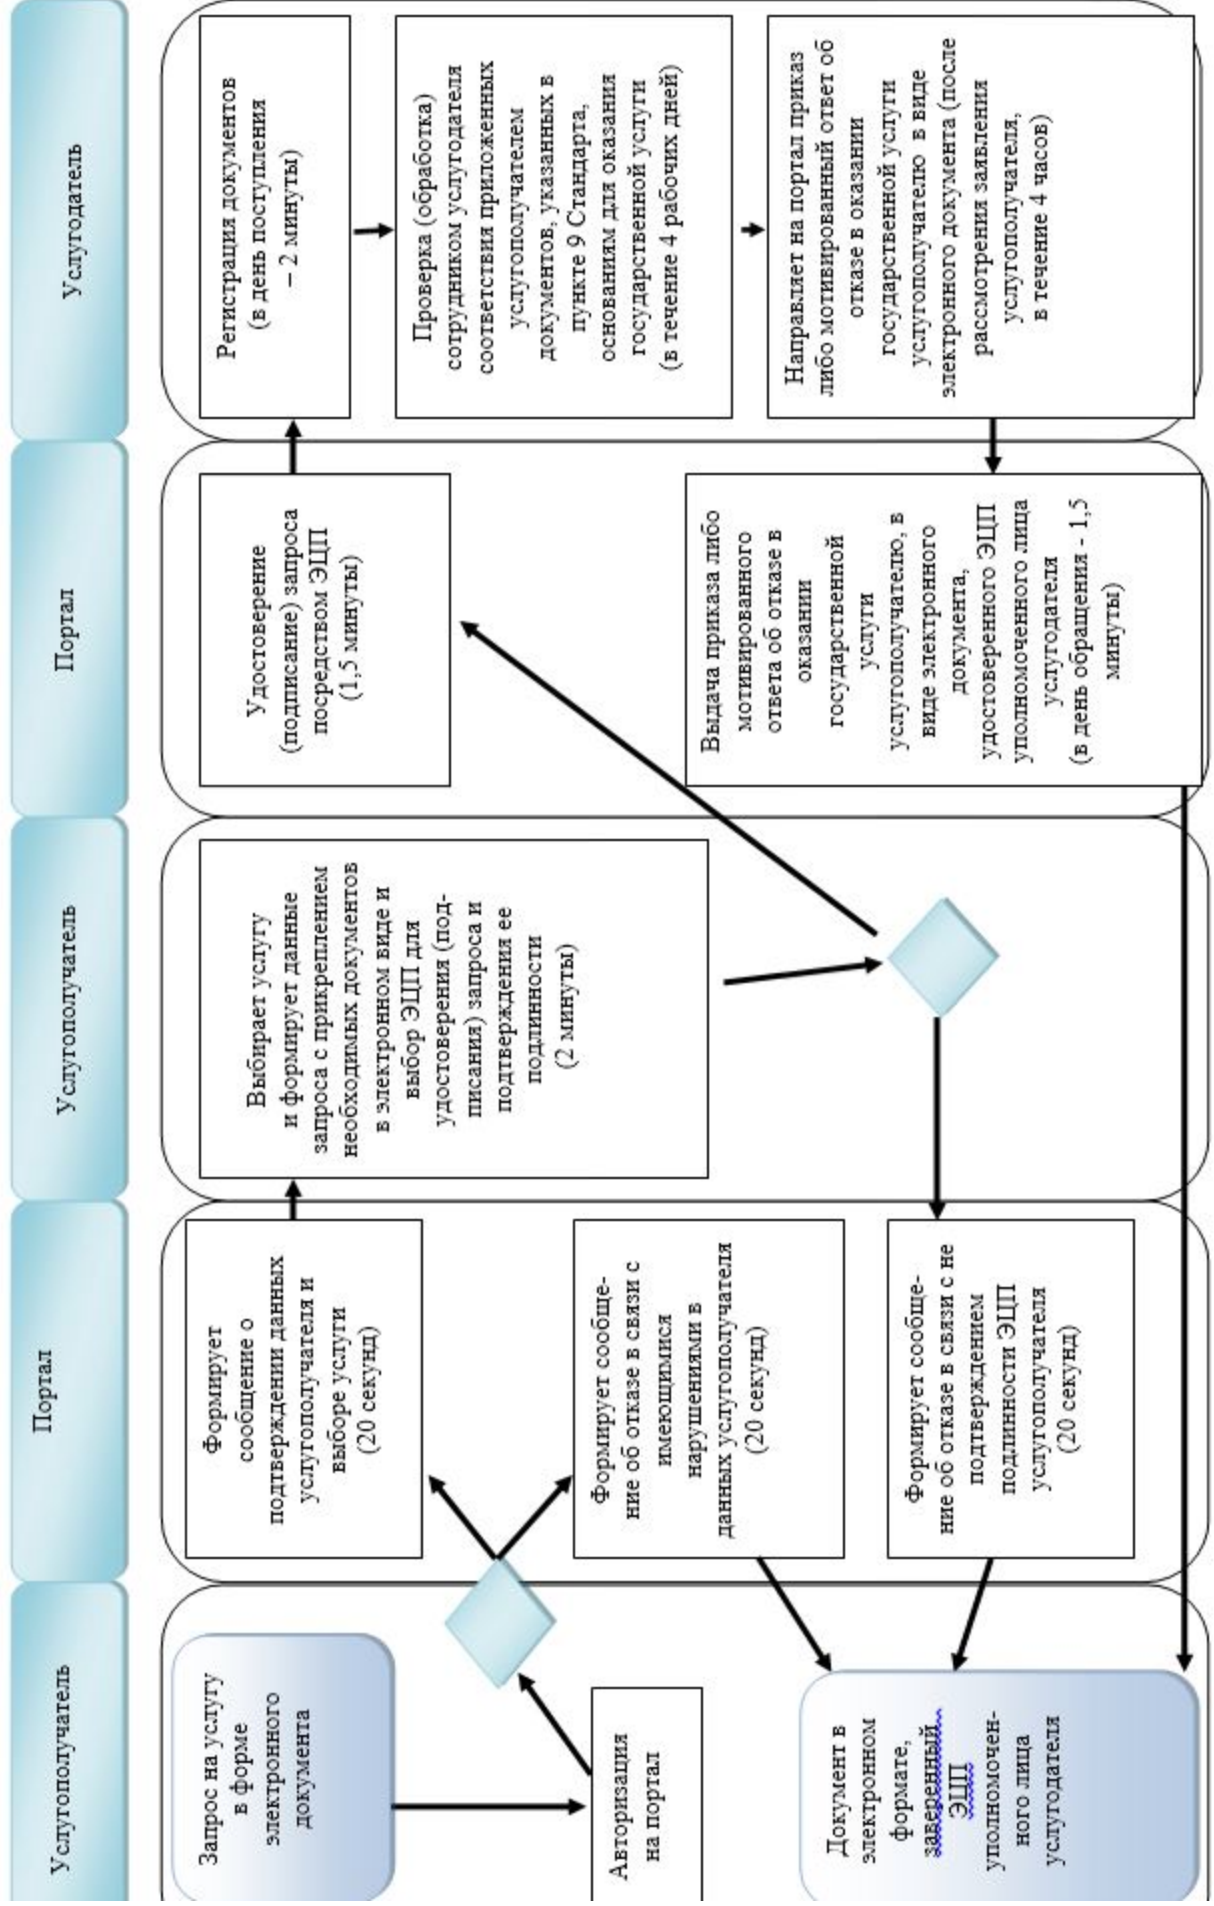 Услугополучатель
Портал
Услугополучатель
Портал
Услугодатель
Запрос на услугу
в форме
электронного
документа
Авторизация
на портал
Документ в
электронном
формате,
заверенный
ЭЦП
уполномочен-
ного лица
услугодателя
Формирует
сообщение о
подтверждении данных
услугополучателя и
выборе услуги
(20 секунд)
Формирует сообще-
ние об отказе в связи с
имеющимися
нарушениями в
данных услугополучателя
(20 секунд)
Формирует сообще-
ние об отказе в связи с не
подтверждением
подлинности ЭЦП
услугополучателя
(20 секунд)
Выбирает услугу
и формирует данные
запроса с прикреплением
необходимых документов
в электронном виде и
выбор ЭЦП для
удостоверения (под-
писания) запроса и
подтверждения ее
подлинности
(2 минуты)
Удостоверение
(подписание) запроса
посредством ЭЦП
(1,5 минуты)
Выдача приказа либо
мотивированного
ответа об отказе в
оказании
государственной
услуги
услугополучателю, в
виде электронного
документа,
удостоверенного ЭЦП
уполномоченного лица
услугодателя
(в день обращения - 1,5
минуты)
Регистрация документов
(в день поступления
– 2 минуты)
Проверка (обработка)
сотрудником услугодателя
соответствия приложенных
услугополучателем
документов, указанных в
пункте 9 Стандарта,
основаниям для оказания
государственной услуги
(в течение 4 рабочих дней)
Направляет на портал приказ
либо мотивированный ответ об
отказе в оказании
государственной услуги
услугополучателю в виде
электронного документа (после
рассмотрения заявления
услугополучателя,
в течение 4 часов)